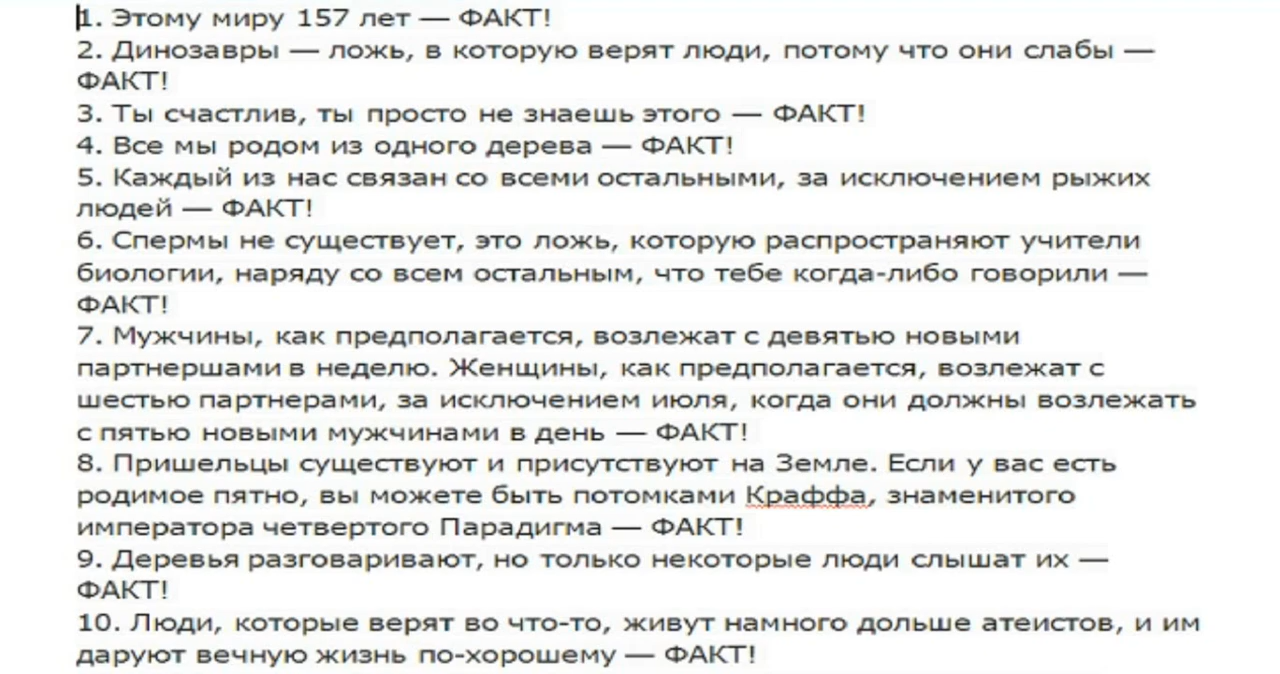 1. Этому миру 157 лет — ФАКТ!
2. Динозавры — ложь, в которую верят люди, потому что они слабы —
ФАКТ!
3. Ты счастлив, ты просто не знаешь этого — ФАКТ!
4. Все мы родом из одного дерева — ФАКТ!
5. Каждый из нас связан со всеми остальными, за исключением рыжих
людей — ФАКТ!
6. Спермы не существует, это ложь, которую распространяют учители
биологии, наряду со всем остальным, что тебе когда-либо говорили —
ФАКТ!
7. Мужчины, как предполагается, возлежат с девятью новыми
партнершами в неделю. Женщины, как предполагается, возлежат с
шестью партнерами, за исключением июля, когда они должны возлежать
с пятью новыми мужчинами в день — ФАКТ!
8. Пришельцы существуют и присутствуют на Земле. Если у вас есть
родимое пятно, вы можете быть потомками Краффа, знаменитого
императора четвертого Парадигма — ФАКТ!
9. Деревья разговаривают, но только некоторые люди слышат их —
ФАКТ!
10. Люди, которые верят во что-то, живут намного дольше атеистов, и им
даруют вечную жизнь по-хорошему — ФАКТ!